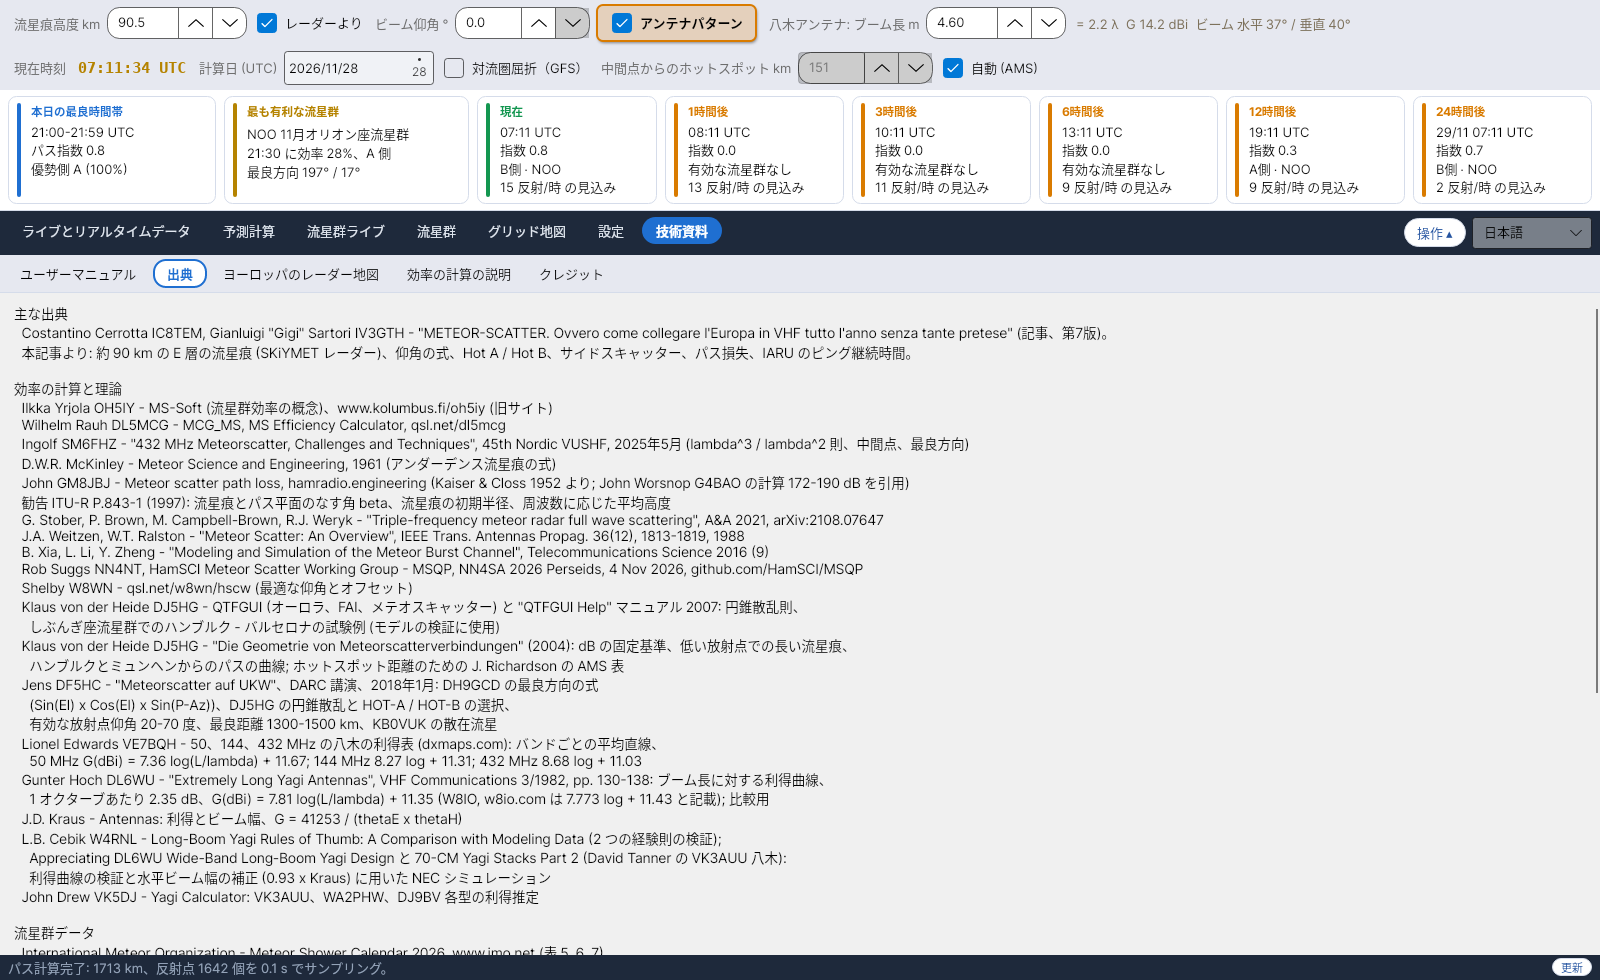 流星痕高度 km 90.5 レーダーより ビーム仰角 ° 0.0 アンテナパターン 八木アンテナ: ブーム長 m 4.60 = 2.2 λ G 14.2 dBi ビーム 水平 37° / 垂直 40°
現在時刻 07:11:34 UTC 計算日 (UTC) 2026/11/28 28 対流圏屈折（GFS） 中間点からのホットスポット km 151 自動 (AMS)
本日の最良時間帯
21:00-21:59 UTC
パス指数 0.8
優勢側 A (100%)
最も有利な流星群
NOO 11月オリオン座流星群
21:30 に効率 28%、A 側
最良方向 197° / 17°
現在
07:11 UTC
指数 0.8
B側 · NOO
15 反射/時 の見込み
1時間後
08:11 UTC
指数 0.0
有効な流星群なし
13 反射/時 の見込み
3時間後
10:11 UTC
指数 0.0
有効な流星群なし
11 反射/時 の見込み
6時間後
13:11 UTC
指数 0.0
有効な流星群なし
9 反射/時 の見込み
12時間後
19:11 UTC
指数 0.3
A側 · NOO
9 反射/時 の見込み
24時間後
29/11 07:11 UTC
指数 0.7
B側 · NOO
2 反射/時 の見込み
ライブとリアルタイムデータ 予測計算 流星群ライブ 流星群 グリッド地図 設定 技術資料 操作 ▴ 日本語
ユーザーマニュアル 出典 ヨーロッパのレーダー地図 効率の計算の説明 クレジット
主な出典
Costantino Cerrotta IC8TEM, Gianluigi "Gigi" Sartori IV3GTH - "METEOR-SCATTER. Ovvero come collegare l'Europa in VHF tutto l'anno senza tante pretese" (記事、第7版)。
本記事より: 約 90 km の E 層の流星痕 (SKiYMET レーダー)、仰角の式、Hot A / Hot B、サイドスキャッター、パス損失、IARU のピング継続時間。
効率の計算と理論
Ilkka Yrjola OH5IY - MS-Soft (流星群効率の概念)、www.kolumbus.fi/oh5iy (旧サイト)
Wilhelm Rauh DL5MCG - MCG_MS, MS Efficiency Calculator, qsl.net/dl5mcg
Ingolf SM6FHZ - "432 MHz Meteorscatter, Challenges and Techniques", 45th Nordic VUSHF, 2025年5月 (lambda^3 / lambda^2 則、中間点、最良方向)
D.W.R. McKinley - Meteor Science and Engineering, 1961 (アンダーデンス流星痕の式)
John GM8JBJ - Meteor scatter path loss, hamradio.engineering (Kaiser & Closs 1952 より; John Worsnop G4BAO の計算 172-190 dB を引用)
勧告 ITU-R P.843-1 (1997): 流星痕とパス平面のなす角 beta、流星痕の初期半径、周波数に応じた平均高度
G. Stober, P. Brown, M. Campbell-Brown, R.J. Weryk - "Triple-frequency meteor radar full wave scattering", A&A 2021, arXiv:2108.07647
J.A. Weitzen, W.T. Ralston - "Meteor Scatter: An Overview", IEEE Trans. Antennas Propag. 36(12), 1813-1819, 1988
B. Xia, L. Li, Y. Zheng - "Modeling and Simulation of the Meteor Burst Channel", Telecommunications Science 2016 (9)
Rob Suggs NN4NT, HamSCI Meteor Scatter Working Group - MSQP, NN4SA 2026 Perseids, 4 Nov 2026, github.com/HamSCI/MSQP
Shelby W8WN - qsl.net/w8wn/hscw (最適な仰角とオフセット)
Klaus von der Heide DJ5HG - QTFGUI (オーロラ、FAI、メテオスキャッター) と "QTFGUI Help" マニュアル 2007: 円錐散乱則、
しぶんぎ座流星群でのハンブルク - バルセロナの試験例 (モデルの検証に使用)
Klaus von der Heide DJ5HG - "Die Geometrie von Meteorscatterverbindungen" (2004): dB の固定基準、低い放射点での長い流星痕、
ハンブルクとミュンヘンからのパスの曲線; ホットスポット距離のための J. Richardson の AMS 表
Jens DF5HC - "Meteorscatter auf UKW"、DARC 講演、2018年1月: DH9GCD の最良方向の式
(Sin(El) x Cos(El) x Sin(P-Az))、DJ5HG の円錐散乱と HOT-A / HOT-B の選択、
有効な放射点仰角 20-70 度、最良距離 1300-1500 km、KB0VUK の散在流星
Lionel Edwards VE7BQH - 50、144、432 MHz の八木の利得表 (dxmaps.com): バンドごとの平均直線、
50 MHz G(dBi) = 7.36 log(L/lambda) + 11.67; 144 MHz 8.27 log + 11.31; 432 MHz 8.68 log + 11.03
Gunter Hoch DL6WU - "Extremely Long Yagi Antennas", VHF Communications 3/1982, pp. 130-138: ブーム長に対する利得曲線、
1 オクターブあたり 2.35 dB、G(dBi) = 7.81 log(L/lambda) + 11.35 (W8IO, w8io.com は 7.773 log + 11.43 と記載); 比較用
J.D. Kraus - Antennas: 利得とビーム幅、G = 41253 / (thetaE x thetaH)
L.B. Cebik W4RNL - Long-Boom Yagi Rules of Thumb: A Comparison with Modeling Data (2 つの経験則の検証);
Appreciating DL6WU Wide-Band Long-Boom Yagi Design と 70-CM Yagi Stacks Part 2 (David Tanner の VK3AUU 八木):
利得曲線の検証と水平ビーム幅の補正 (0.93 x Kraus) に用いた NEC シミュレーション
John Drew VK5DJ - Yagi Calculator: VK3AUU、WA2PHW、DJ9BV 各型の利得推定
流星群データ
International Meteor Organization - Meteor Shower Calendar 2026, www.imo.net (表 5, 6, 7)
パス計算完了: 1713 km、反射点 1642 個を 0.1 s でサンプリング。 更新